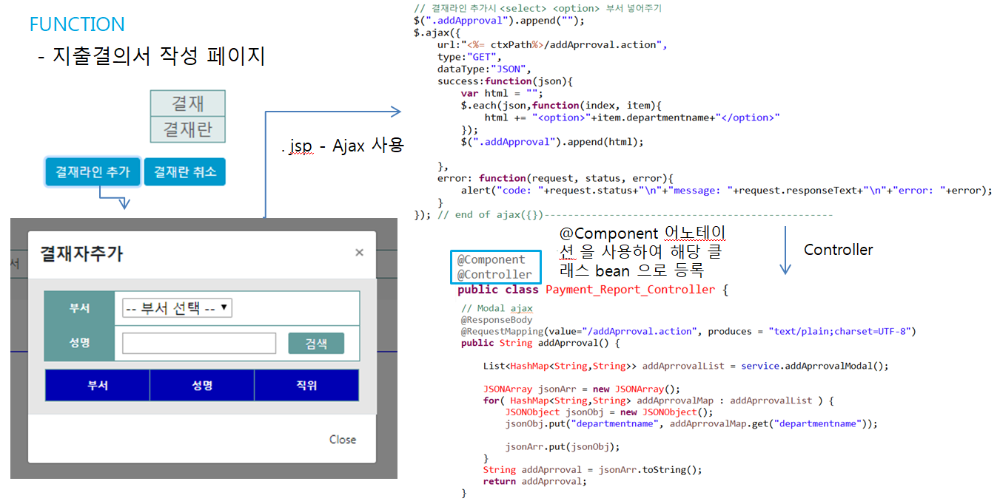 FUNCTION
- 지출결의서 작성 페이지
결재
결재란
결재라인 추가
결재란 취소
.jsp - Ajax 사용
서
결재자추가
×
부서
-- 부서 선택 --
성명
검색
부서 성명 직위
Close
// 결재라인 추가시 <select> <option> 부서 넣어주기
$(".addApproval").append("");
$.ajax({
url:"<%= ctxPath%>/addAprroval.action",
type:"GET",
dataType:"JSON",
success:function(json){
var html = "";
$.each(json,function(index, item){
html += "<option>"+item.departmentname+"</option>"
});
$(".addApproval").append(html);
},
error: function(request, status, error){
alert("code: "+request.status+"\n"+"message: "+request.responseText+"\n"+"error: "+error);
}
}); // end of ajax({})-------------------------------------------------
@Component 어노테이
션 을 사용하여 해당 클
래스 bean 으로 등록
Controller
@Component
@Controller
public class Payment_Report_Controller {
// Modal ajax
@ResponseBody
@RequestMapping(value="/addAprroval.action", produces = "text/plain;charset=UTF-8")
public String addAprroval() {
List<HashMap<String,String>> addAprrovalList = service.addAprrovalModal();
JSONArray jsonArr = new JSONArray();
for( HashMap<String,String> addAprrovalMap : addAprrovalList ) {
JSONObject jsonObj = new JSONObject();
jsonObj.put("departmentname", addAprrovalMap.get("departmentname"));
jsonArr.put(jsonObj);
}
String addAprroval = jsonArr.toString();
return addAprroval;
}